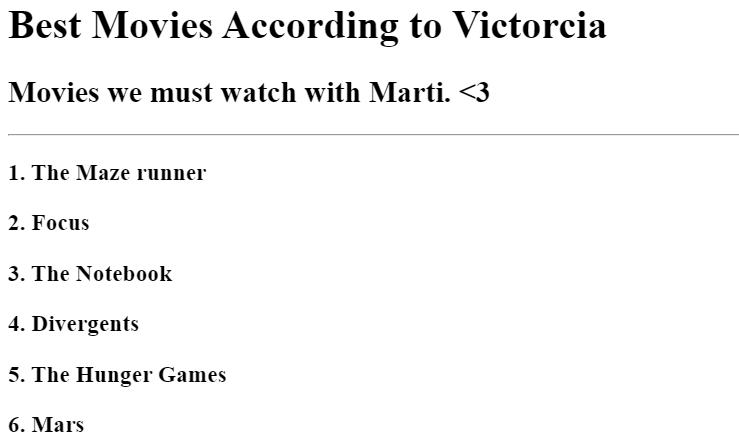 Best Movies According to Victorcia
Movies we must watch with Marti. <3
1. The Maze runner
2. Focus
3. The Notebook
4. Divergents
5. The Hunger Games
6. Mars